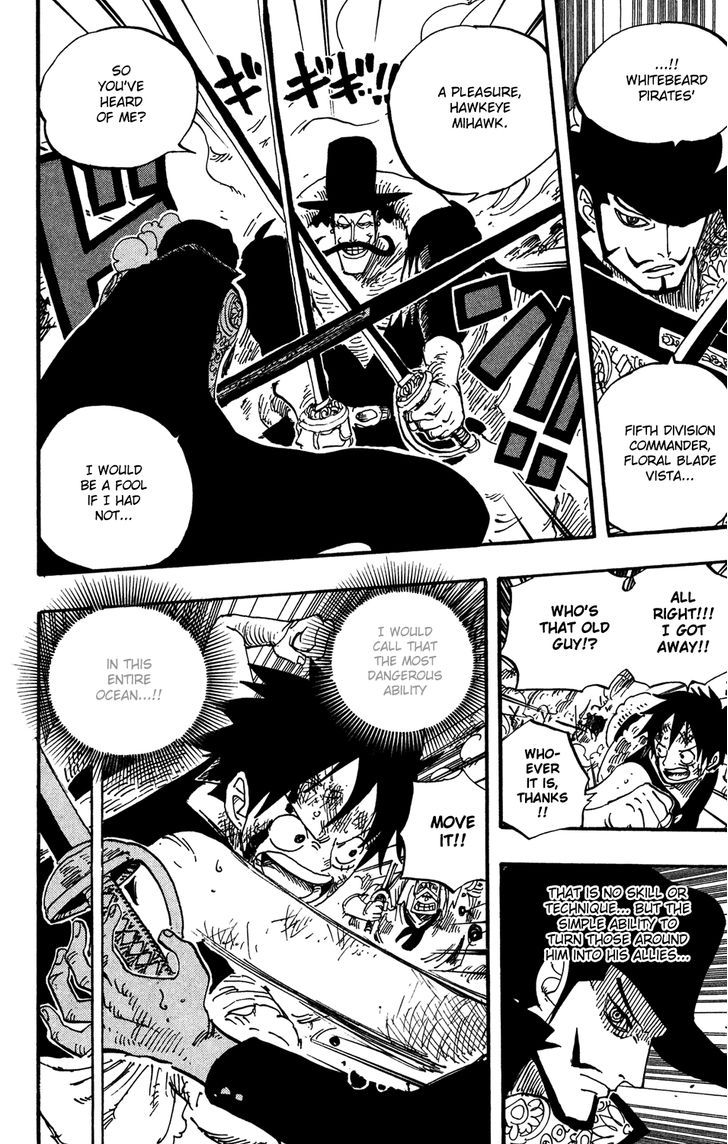 ...!!
WHITEBEARD
PIRATES'
FIFTH DIVISION
COMMANDER,
FLORAL BLADE
VISTA...
A PLEASURE,
HAWKEYE
MIHAWK.
ギギギ!!!
SO
YOU'VE
HEARD
OF ME?
I WOULD
BE A FOOL
IF I HAD
NOT...
ドン!!
ALL
RIGHT!!!
I GOT
AWAY!!
WHO'S
THAT OLD
GUY!?
WHO-
EVER
IT IS,
THANKS
!!
THAT IS NO SKILL OR
TECHNIQUE... BUT THE
SIMPLE ABILITY TO
TURN THOSE AROUND
HIM INTO HIS ALLIES...
I WOULD
CALL THAT
THE MOST
DANGEROUS
ABILITY
IN THIS
ENTIRE
OCEAN...!!
MOVE
IT!!